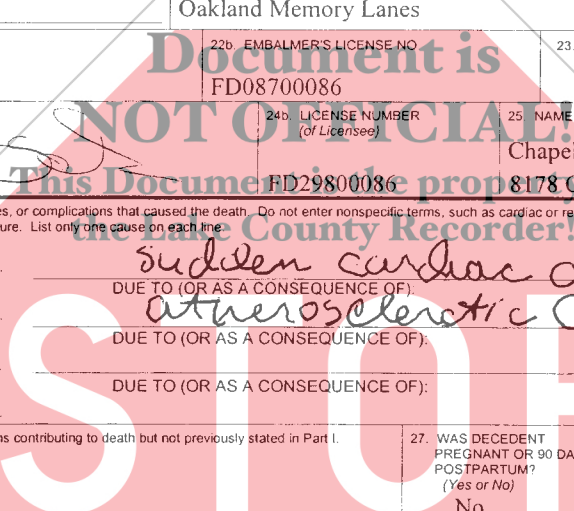 Oakland Memory Lanes
22b. EMBALMER'S LICENSE NO 23.
Document is
FD08700086
24b. LICENSE NUMBER 25. NAME
(of Licensee)
NOT OFFICIAL!
Chapel
This Document is the property
FD29800086 8178
es, or complications that caused the death. Do not enter nonspecific terms, such as cardiac or re
ure. List only one cause on each line.
the Lake County Recorder!
sudden cardiac
DUE TO (OR AS A CONSEQUENCE OF):
atherosclerotic
DUE TO (OR AS A CONSEQUENCE OF):
DUE TO (OR AS A CONSEQUENCE OF):
STOP
ns contributing to death but not previously stated in Part I. 27. WAS DECEDENT
PREGNANT OR 90 DA
POSTPARTUM?
(Yes or No)
No